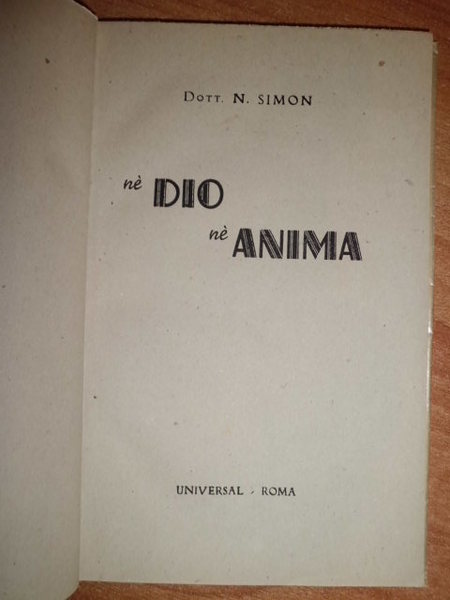 Dott. N. SIMON
nè DIO
nè ANIMA
UNIVERSAL - ROMA